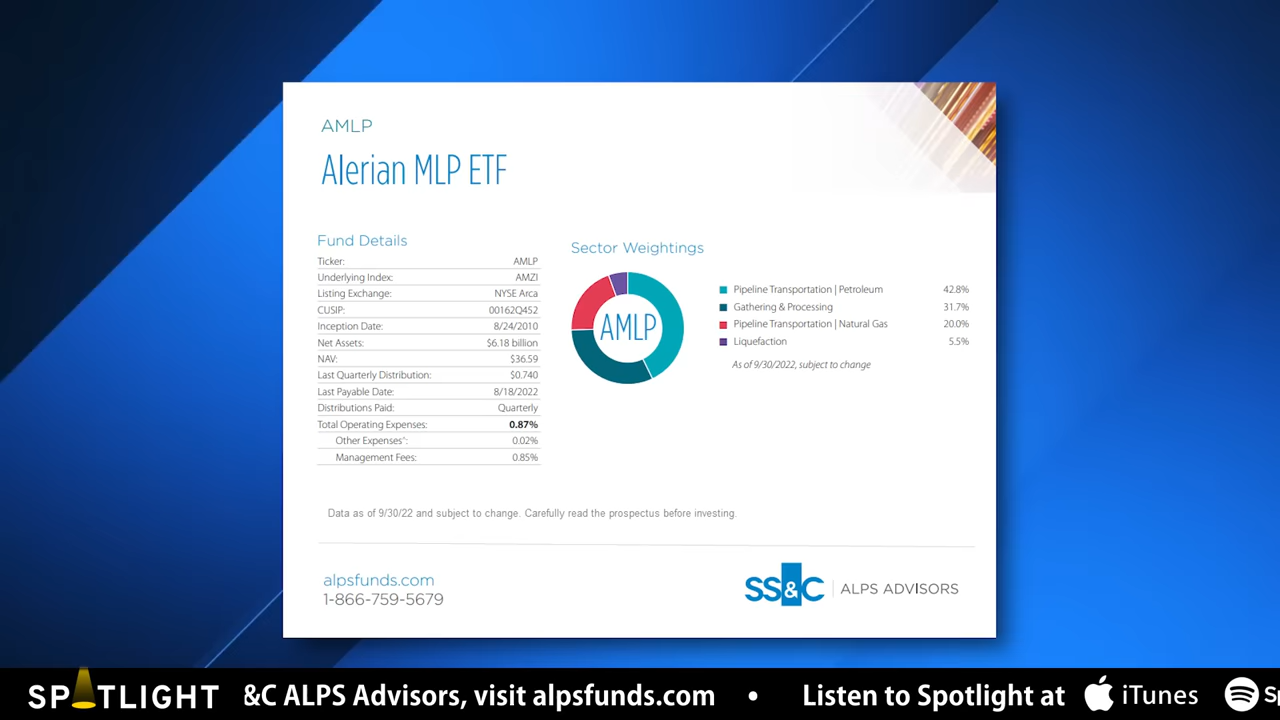 AMLP
Alerian MLP ETF
Fund Details
Ticker: AMLP
Underlying Index: AMZI
Listing Exchange: NYSE Arca
CUSIP: 00162Q452
Inception Date: 8/24/2010
Net Assets: $6.18 billion
NAV: $36.59
Last Quarterly Distribution: $0.740
Last Payable Date: 8/18/2022
Distributions Paid: Quarterly
Total Operating Expenses: 0.87%
Other Expenses*: 0.02%
Management Fees: 0.85%
Sector Weightings
AMLP
Pipeline Transportation | Petroleum 42.8%
Gathering & Processing 31.7%
Pipeline Transportation | Natural Gas 20.0%
Liquefaction 5.5%
As of 9/30/2022, subject to change
Data as of 9/30/22 and subject to change. Carefully read the prospectus before investing.
alpsfunds.com
1-866-759-5679
SS&C | ALPS ADVISORS
SPOTLIGHT &C ALPS Advisors, visit alpsfunds.com • Listen to Spotlight at iTunes Sp